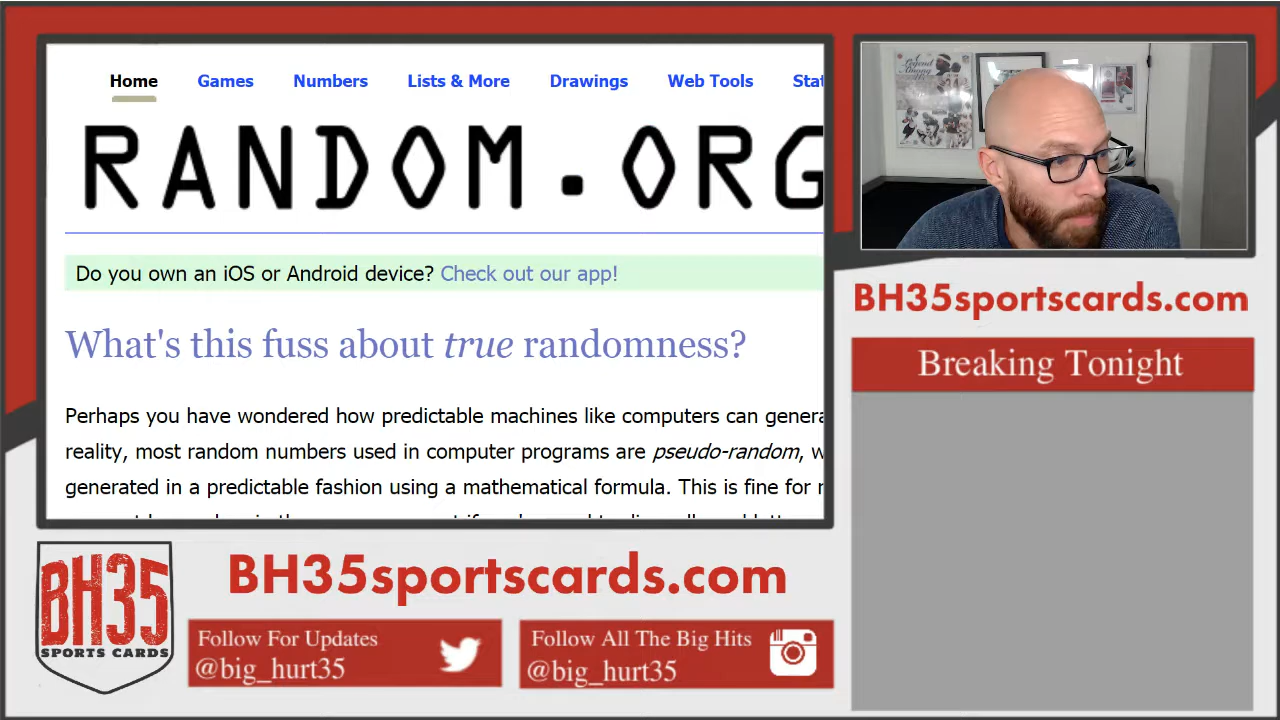 Home Games Numbers Lists & More Drawings Web Tools Stat
RANDOM.ORG
Do you own an iOS or Android device? Check out our app!
What's this fuss about true randomness?
Perhaps you have wondered how predictable machines like computers can genera
reality, most random numbers used in computer programs are pseudo-random, w
generated in a predictable fashion using a mathematical formula. This is fine for
BH35sportscards.com
Breaking Tonight
BH35
SPORTS CARDS
BH35sportscards.com
Follow For Updates
@big_hurt35
Follow All The Big Hits
@big_hurt35